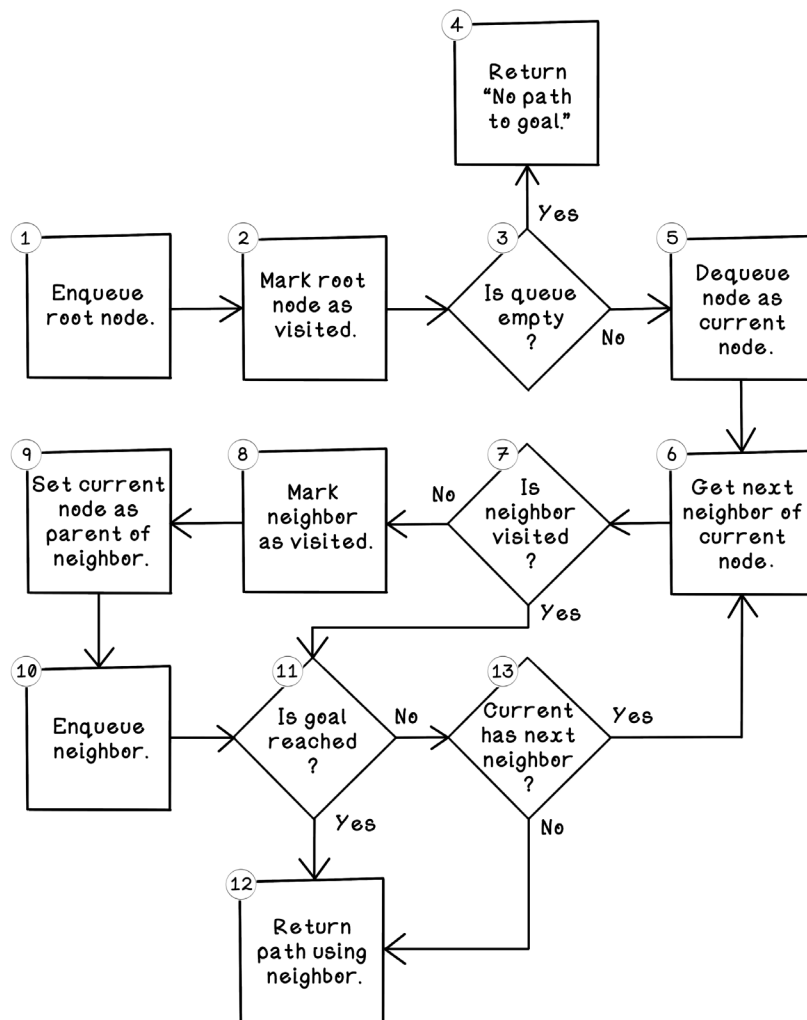 4
Return
“No path
to goal.”
Yes
1
Enqueue
root node.
2
Mark root
node as
visited.
3
Is queue
empty
?
No
5
Dequeue
node as
current
node.
9
Set current
node as
parent of
neighbor.
8
Mark
neighbor
as visited.
No
7
Is
neighbor
visited
?
Yes
6
Get next
neighbor of
current
node.
10
Enqueue
neighbor.
11
Is goal
reached
?
No
Yes
13
Current
has next
neighbor
?
Yes
No
12
Return
path using
neighbor.